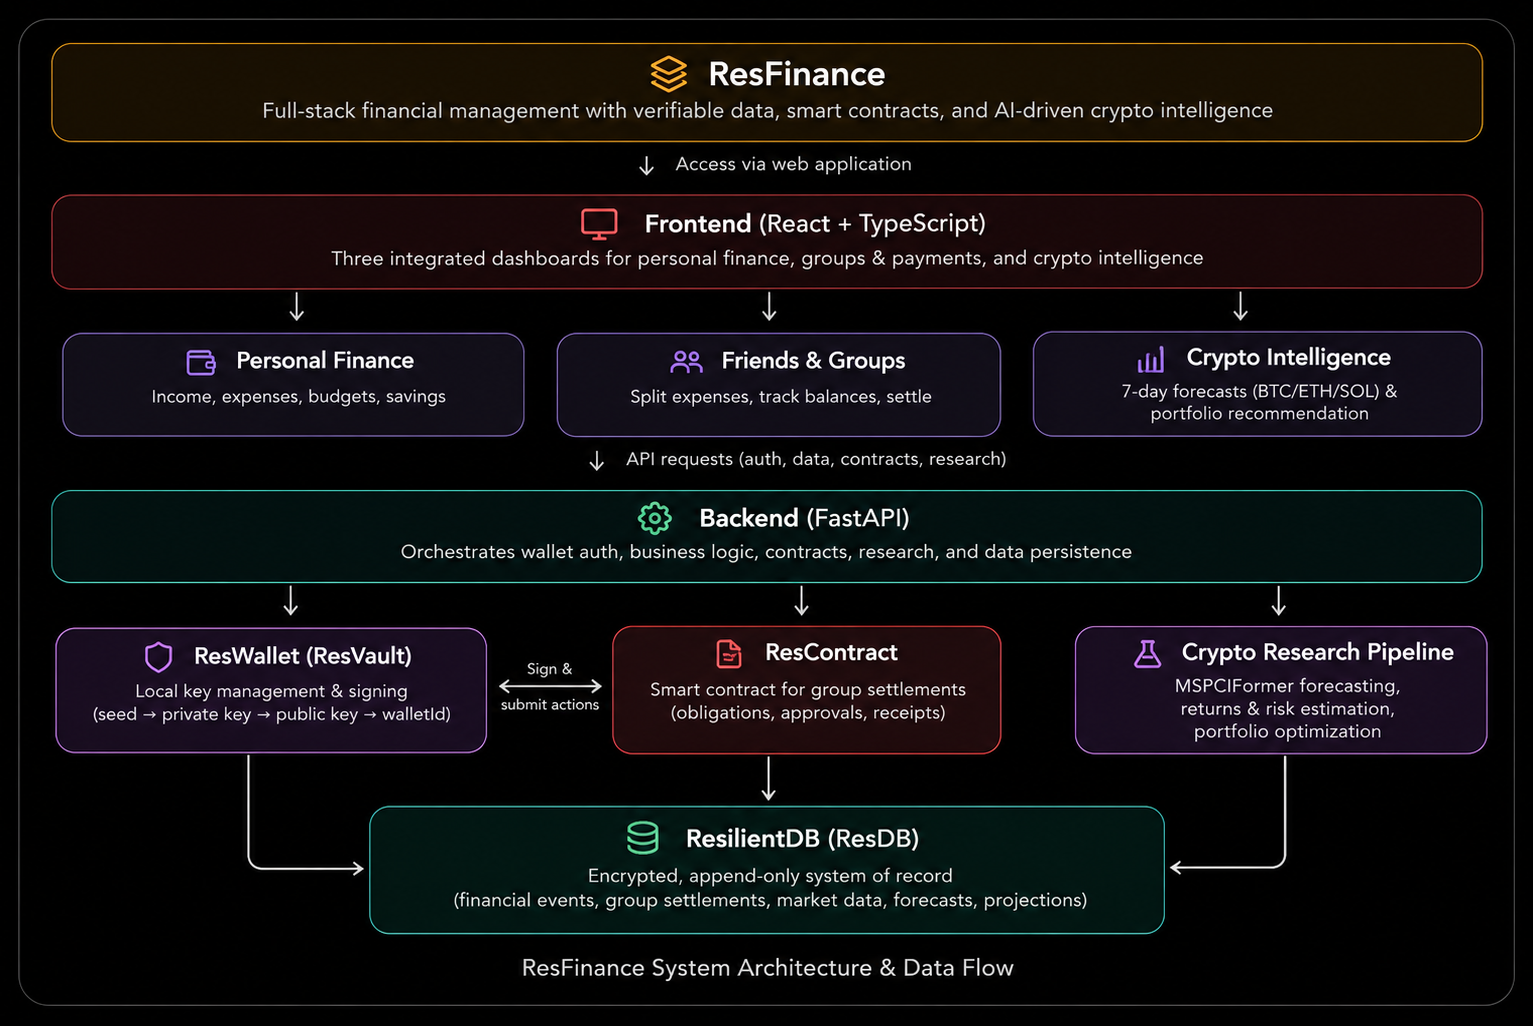 ResFinance
Full-stack financial management with verifiable data, smart contracts, and AI-driven crypto intelligence
Access via web application
Frontend (React + TypeScript)
Three integrated dashboards for personal finance, groups & payments, and crypto intelligence
Personal Finance
Income, expenses, budgets, savings
Friends & Groups
Split expenses, track balances, settle
Crypto Intelligence
7-day forecasts (BTC/ETH/SOL) &
portfolio recommendation
API requests (auth, data, contracts, research)
Backend (FastAPI)
Orchestrates wallet auth, business logic, contracts, research, and data persistence
ResWallet (ResVault)
Local key management & signing
(seed → private key → public key → walletId)
Sign &
submit actions
ResContract
Smart contract for group settlements
(obligations, approvals, receipts)
Crypto Research Pipeline
MSPCIFormer forecasting,
returns & risk estimation,
portfolio optimization
ResilientDB (ResDB)
Encrypted, append-only system of record
(financial events, group settlements, market data, forecasts, projections)
ResFinance System Architecture & Data Flow